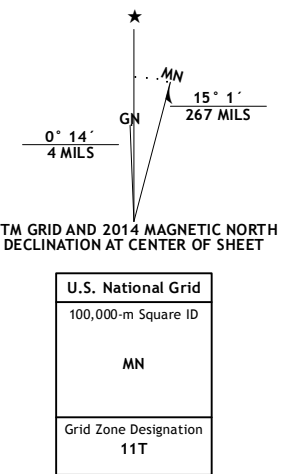 MN
GN
15° 1´
267 MILS
0° 14´
4 MILS
TM GRID AND 2014 MAGNETIC NORTH
DECLINATION AT CENTER OF SHEET
U.S. National Grid
100,000-m Square ID
MN
Grid Zone Designation
11T